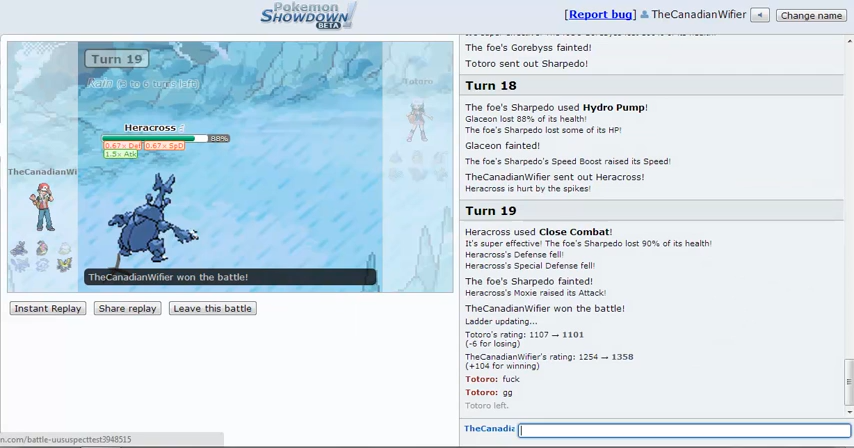 Pokémon
SHOWDOWN
BETA
[Report bug] TheCanadianWifier ◄ Change name
Turn 19
Rain (3 to 6 turns left)
Totoro
Heracross
88%
0.67× Def 0.67× SpD
1.5× Atk
TheCanadianWi
TheCanadianWifier won the battle!
Instant Replay Share replay Leave this battle
n.com/battle-uususpecttest3948515
The foe's Gorebyss fainted!
Totoro sent out Sharpedo!
Turn 18
The foe's Sharpedo used Hydro Pump!
Glaceon lost 88% of its health!
The foe's Sharpedo lost some of its HP!
Glaceon fainted!
The foe's Sharpedo's Speed Boost raised its Speed!
TheCanadianWifier sent out Heracross!
Heracross is hurt by the spikes!
Turn 19
Heracross used Close Combat!
It's super effective! The foe's Sharpedo lost 90% of its health!
Heracross's Defense fell!
Heracross's Special Defense fell!
The foe's Sharpedo fainted!
Heracross's Moxie raised its Attack!
TheCanadianWifier won the battle!
Ladder updating...
Totoro's rating: 1107 → 1101
(-6 for losing)
TheCanadianWifier's rating: 1254 → 1358
(+104 for winning)
Totoro: fuck
Totoro: gg
Totoro left.
TheCanadia